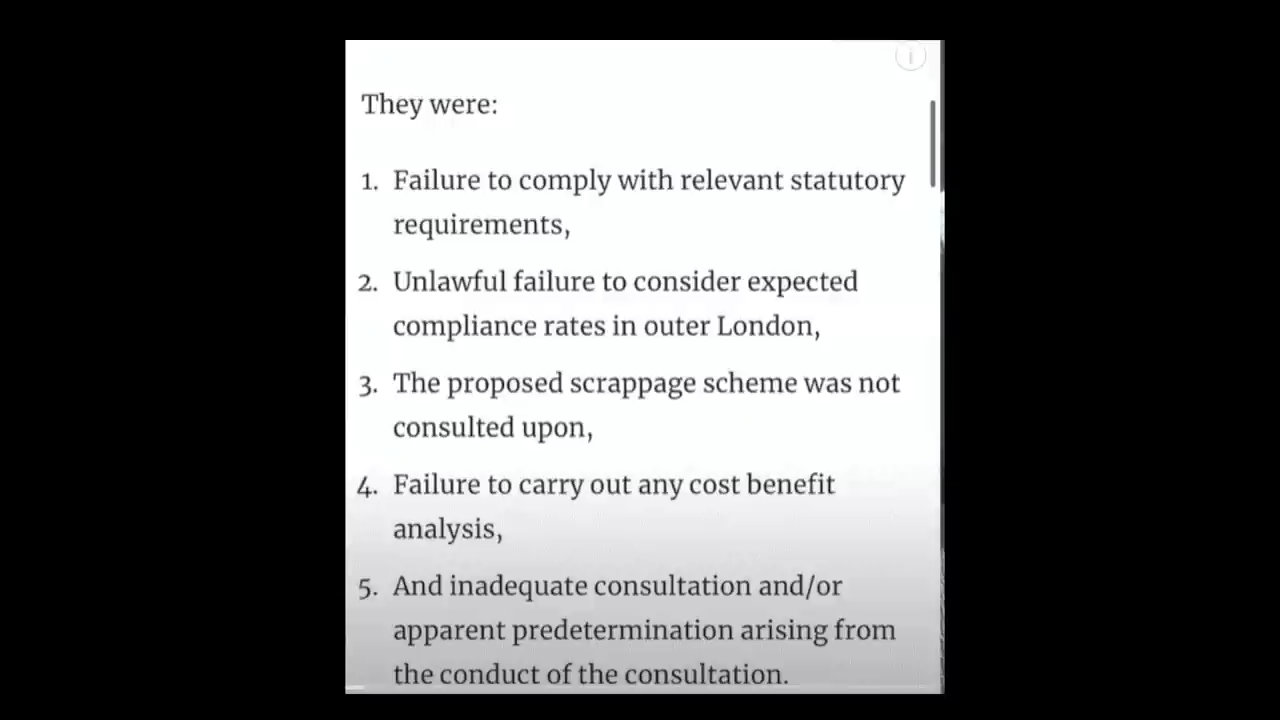 They were:
1. Failure to comply with relevant statutory
requirements,
2. Unlawful failure to consider expected
compliance rates in outer London,
3. The proposed scrappage scheme was not
consulted upon,
4. Failure to carry out any cost benefit
analysis,
5. And inadequate consultation and/or
apparent predetermination arising from
the conduct of the consultation.